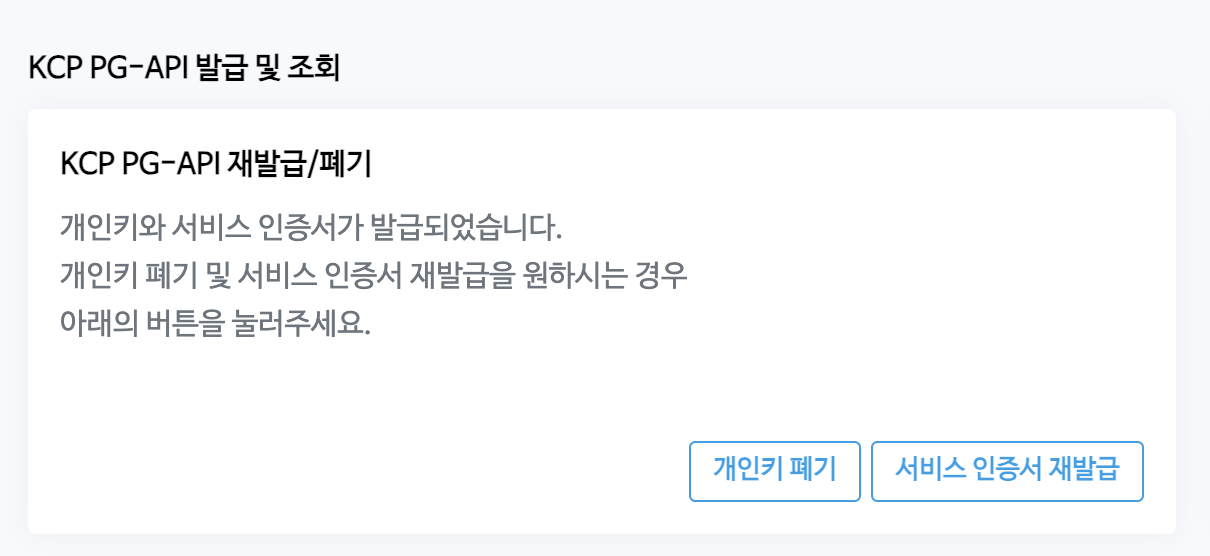 KCP PG-API 발급 및 조회
KCP PG-API 재발급/폐기
개인키와 서비스 인증서가 발급되었습니다.
개인키 폐기 및 서비스 인증서 재발급을 원하시는 경우
아래의 버튼을 눌러주세요.
개인키 폐기
서비스 인증서 재발급